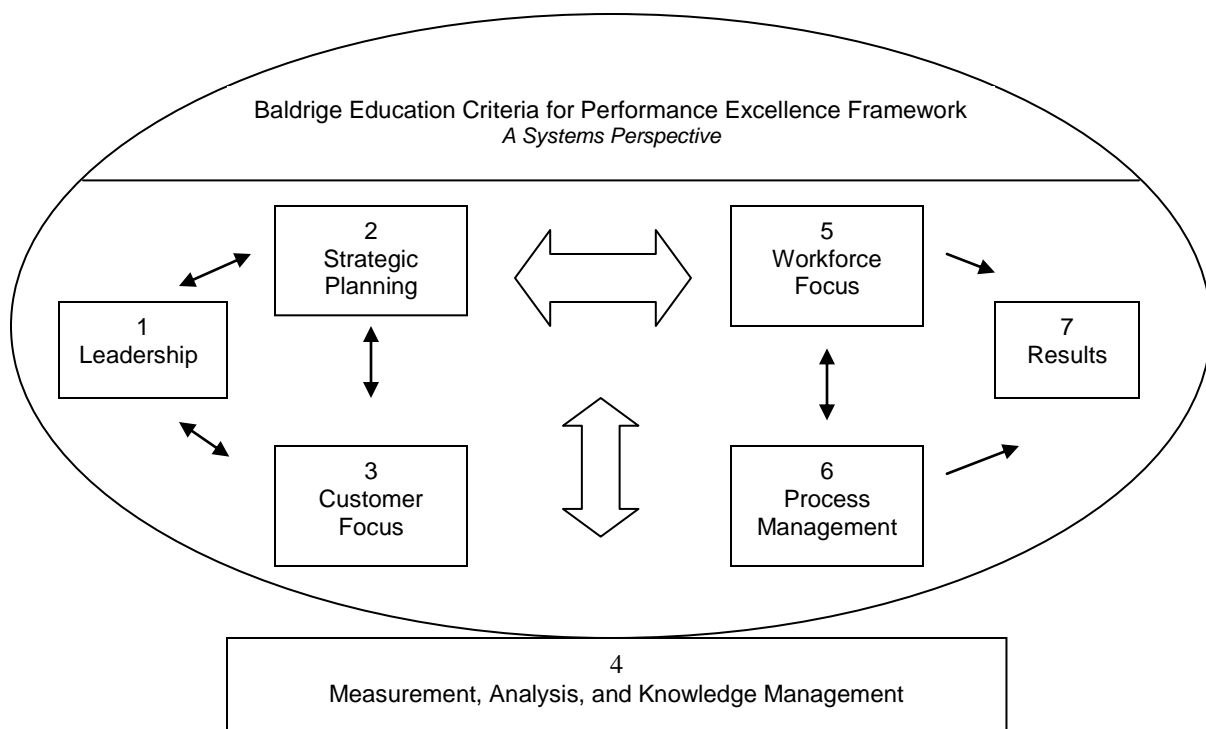 Baldrige Education Criteria for Performance Excellence Framework
A Systems Perspective
1
Leadership
2
Strategic
Planning
3
Customer
Focus
5
Workforce
Focus
6
Process
Management
7
Results
4
Measurement, Analysis, and Knowledge Management